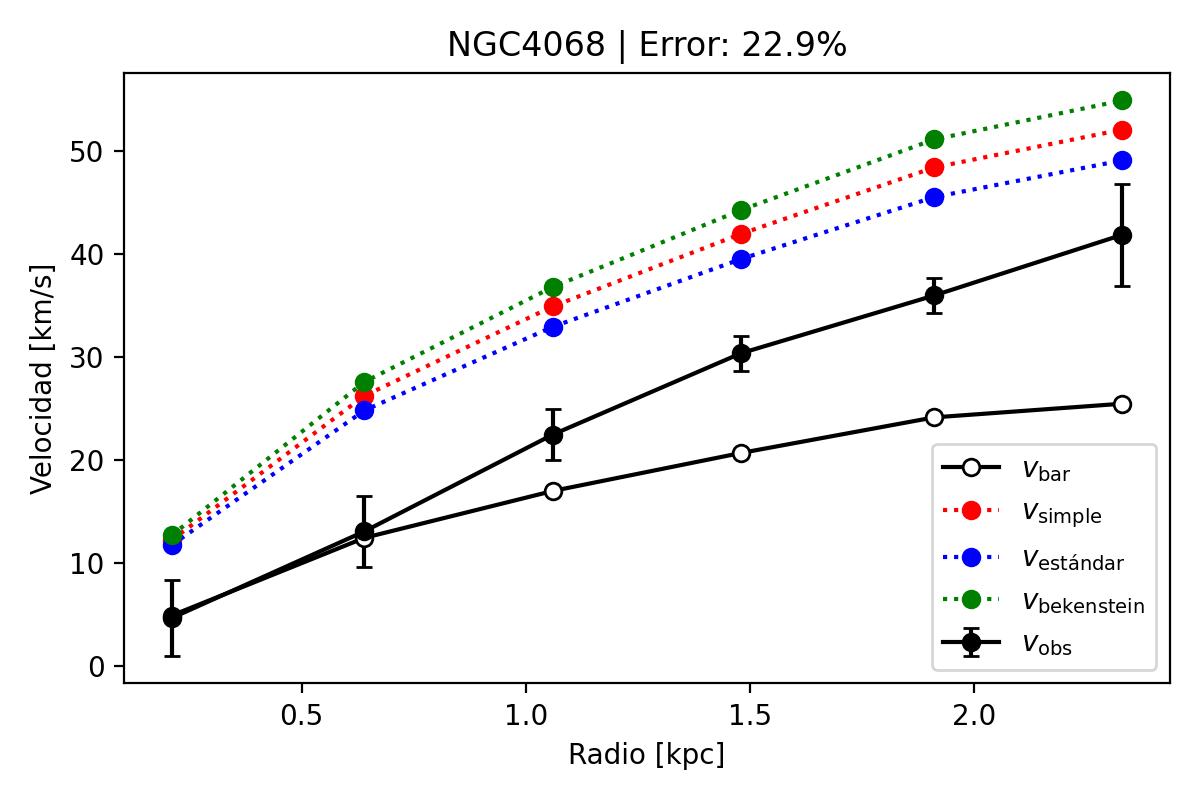 NGC4068 | Error: 22.9%
Velocidad [km/s]
50
40
30
20
10
0
0.5 1.0 1.5 2.0
Radio [kpc]
v_bar
v_simple
v_estándar
v_bekenstein
v_obs